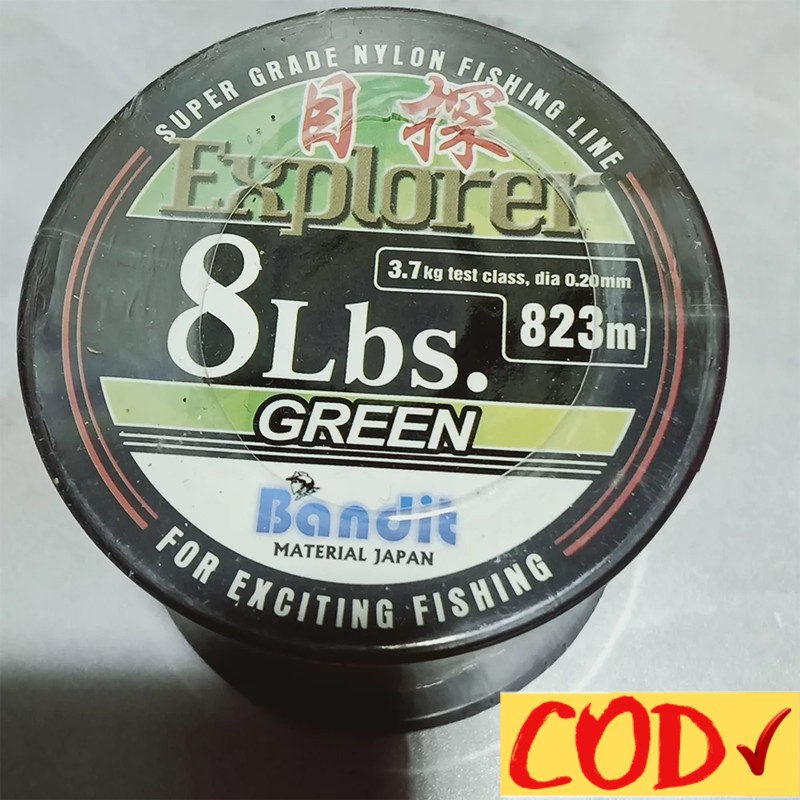 SUPER GRADE NYLON FISHING LINE
目探
Explorer
8Lbs.
3.7kg test class, dia 0.20mm
823m
GREEN
Bandit
MATERIAL JAPAN
FOR EXCITING FISHING
COD